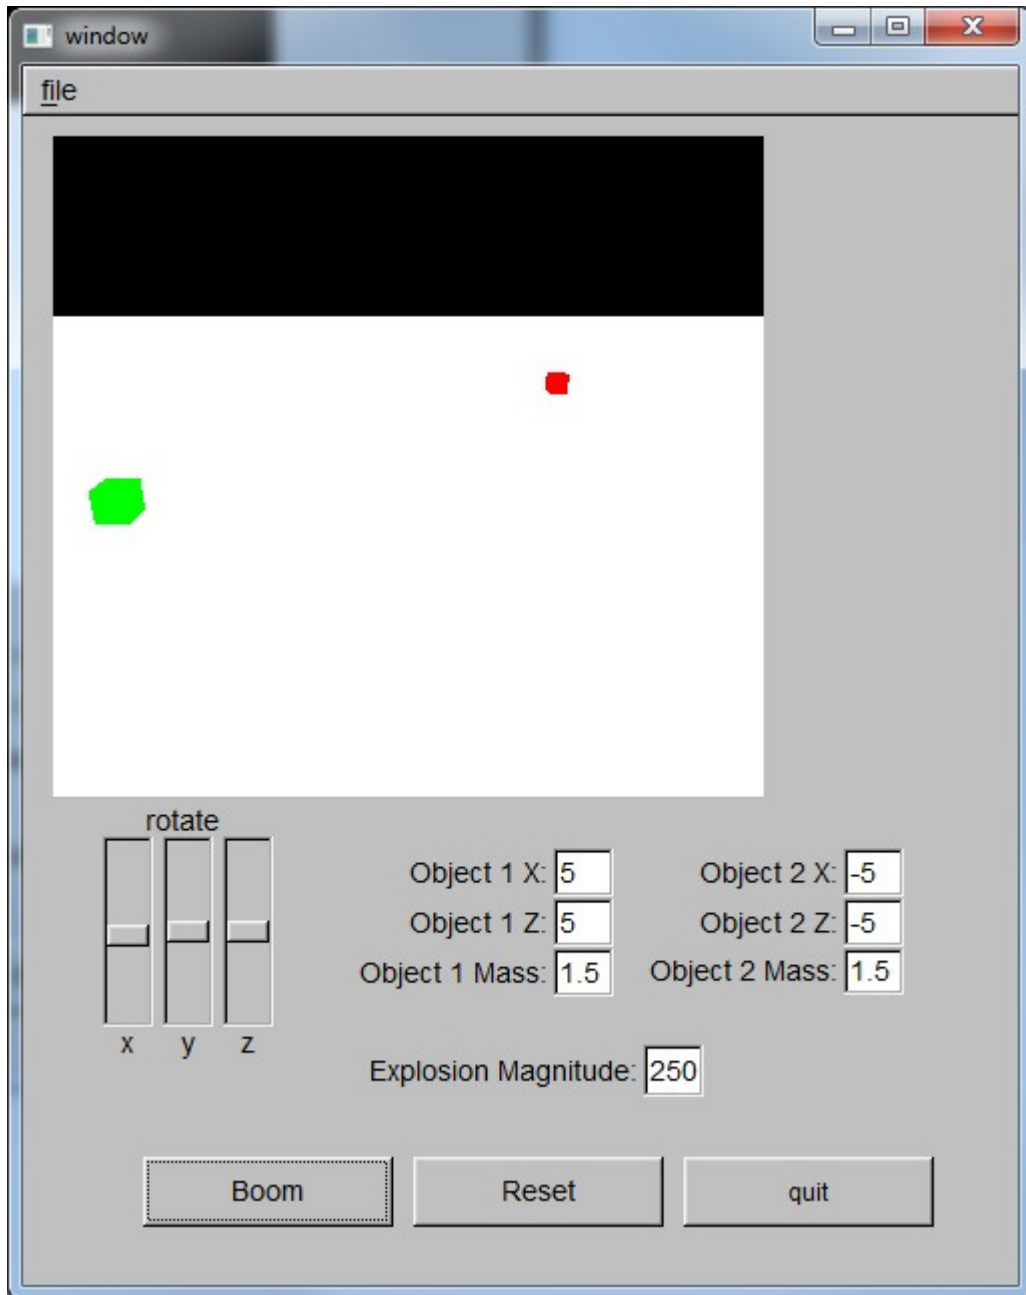 window
file
rotate
x y z
Object 1 X: 5
Object 1 Z: 5
Object 1 Mass: 1.5
Object 2 X: -5
Object 2 Z: -5
Object 2 Mass: 1.5
Explosion Magnitude: 250
Boom
Reset
quit